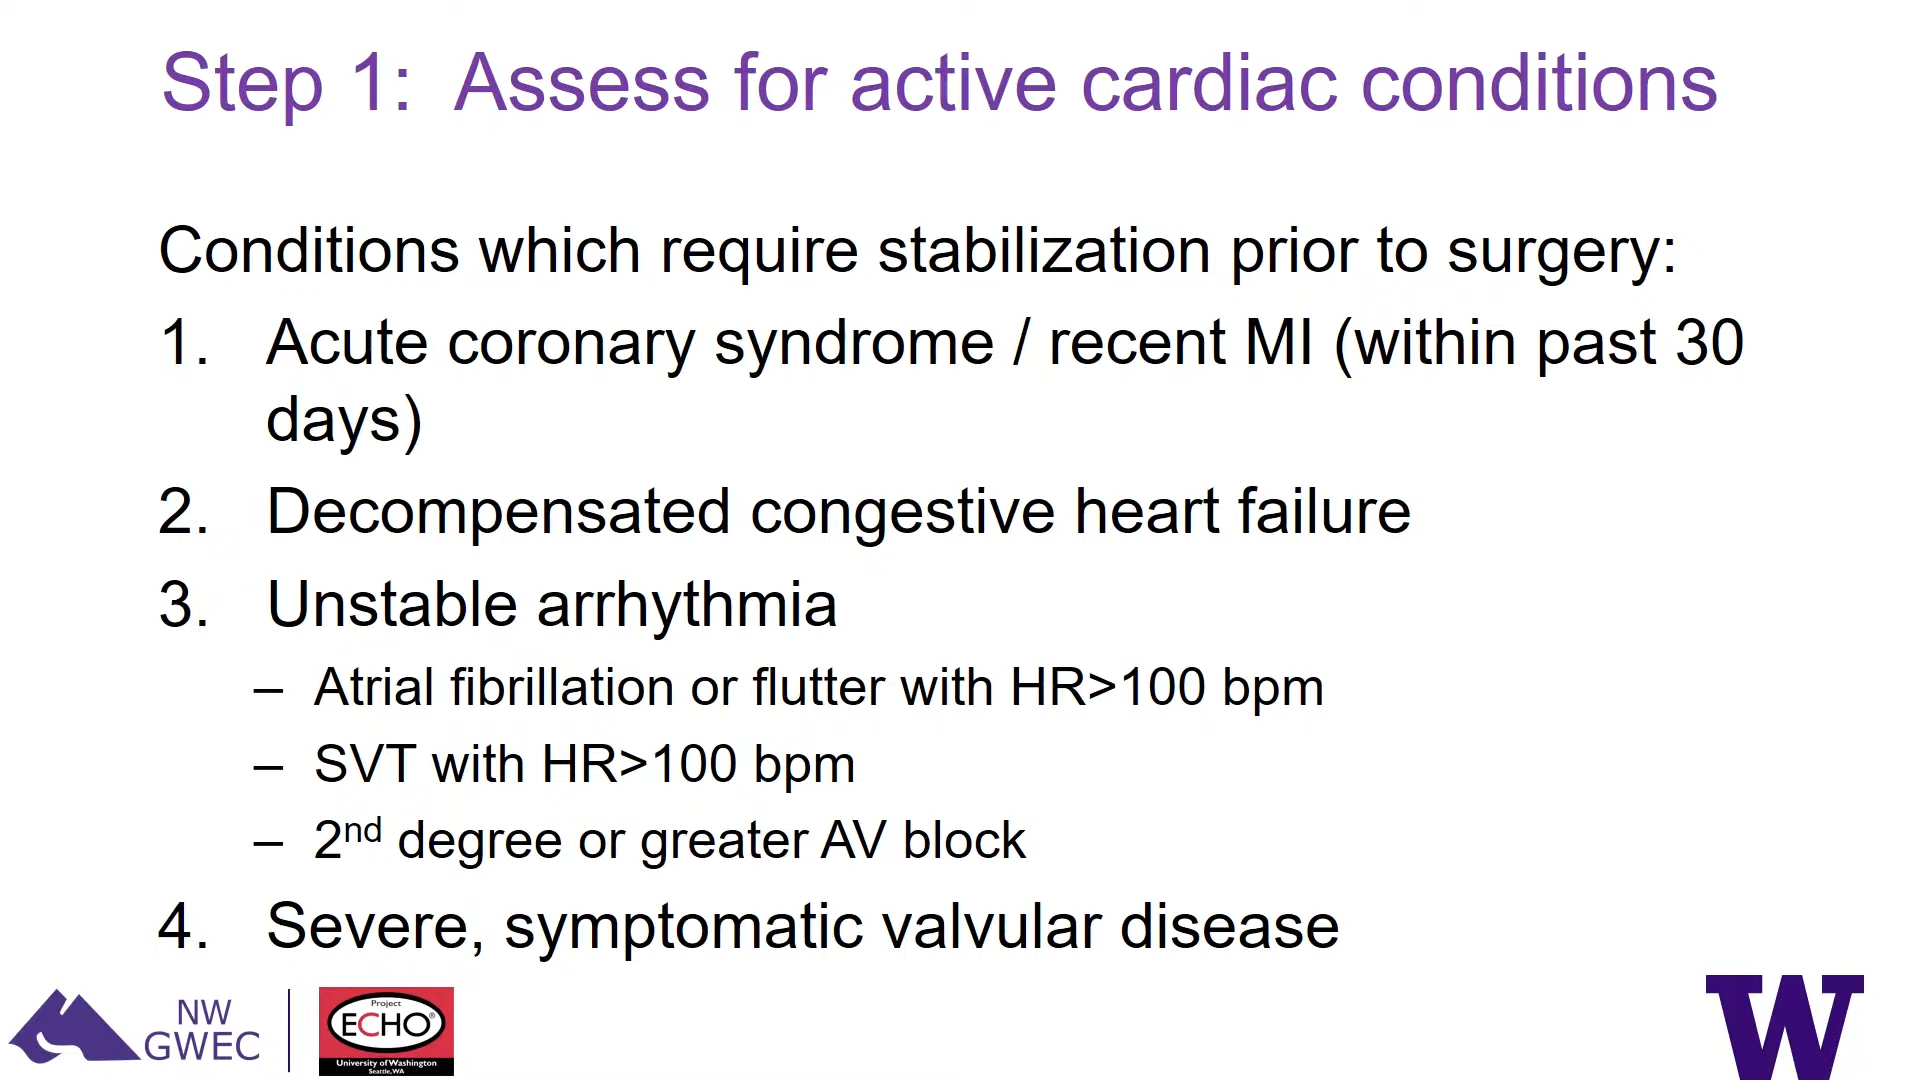 Step 1: Assess for active cardiac conditions
Conditions which require stabilization prior to surgery:
1. Acute coronary syndrome / recent MI (within past 30
days)
2. Decompensated congestive heart failure
3. Unstable arrhythmia
– Atrial fibrillation or flutter with HR>100 bpm
– SVT with HR>100 bpm
– 2nd degree or greater AV block
4. Severe, symptomatic valvular disease
NW
GWEC
Project
ECHO®
University of Washington
Seattle, WA
W